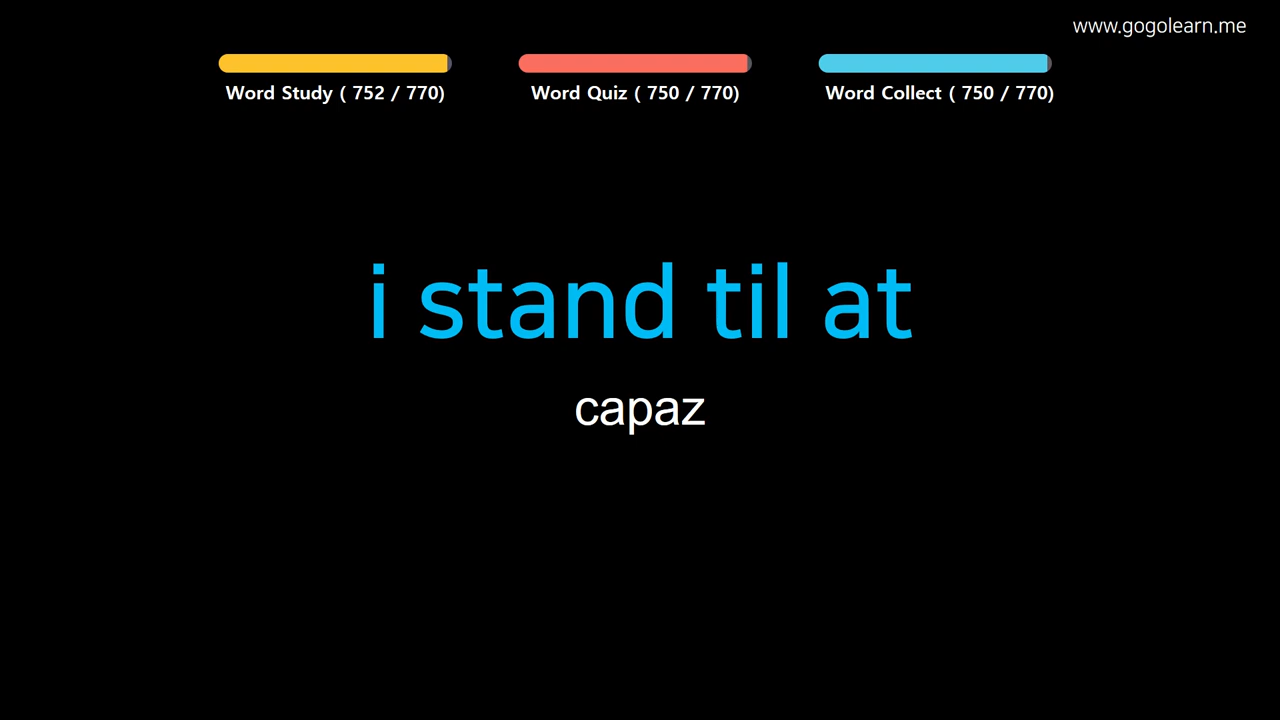 www.gogolearn.me
Word Study ( 752 / 770)
Word Quiz ( 750 / 770)
Word Collect ( 750 / 770)
i stand til at
capaz